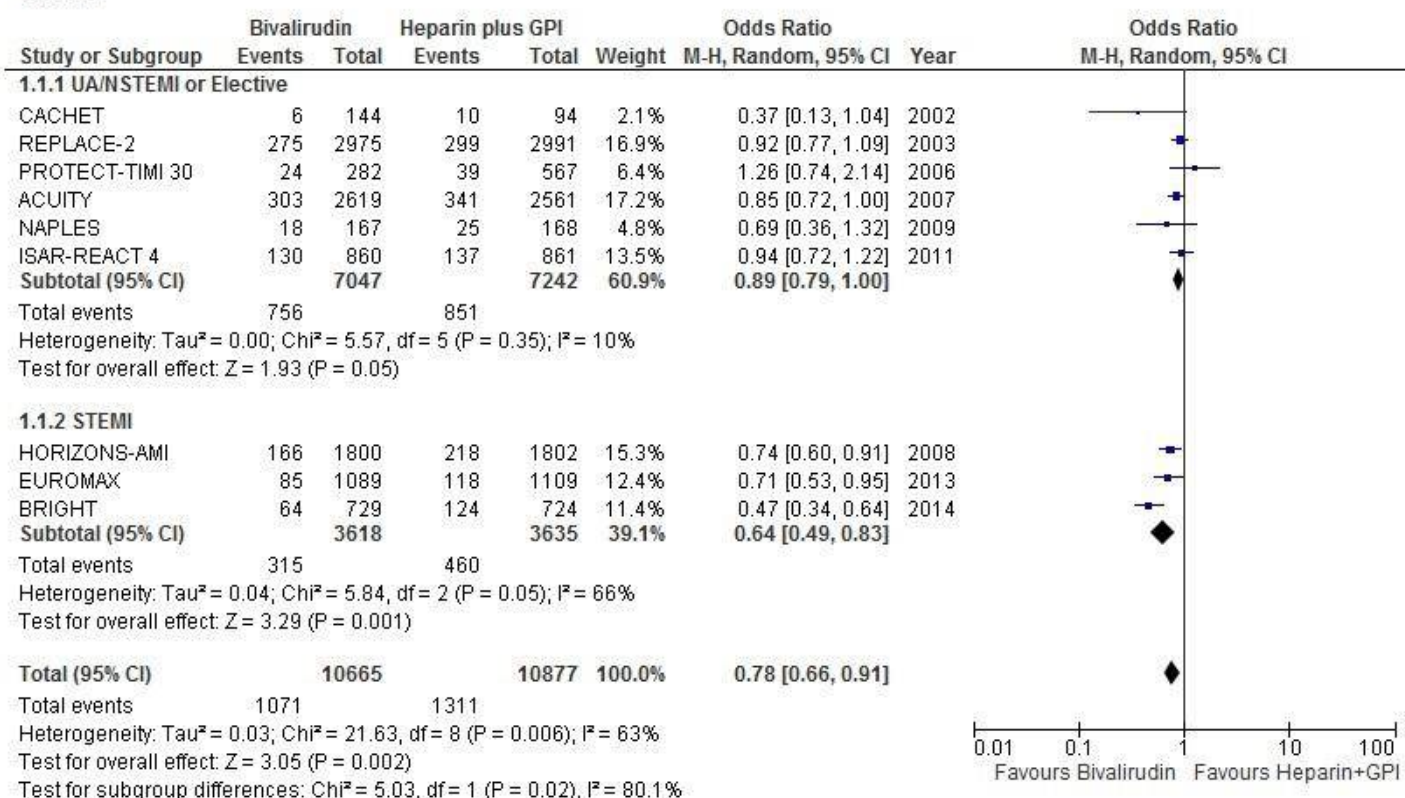 Bivalirudin Heparin plus GPI Odds Ratio Odds Ratio
Study or Subgroup Events Total Events Total Weight M-H, Random, 95% CI Year M-H, Random, 95% CI
1.1.1 UA/NSTEMI or Elective
CACHET 6 144 10 94 2.1% 0.37 [0.13, 1.04] 2002
REPLACE-2 275 2975 299 2991 16.9% 0.92 [0.77, 1.09] 2003
PROTECT-TIMI 30 24 282 39 567 6.4% 1.26 [0.74, 2.14] 2006
ACUITY 303 2619 341 2561 17.2% 0.85 [0.72, 1.00] 2007
NAPLES 18 167 25 168 4.8% 0.69 [0.36, 1.32] 2009
ISAR-REACT 4 130 860 137 861 13.5% 0.94 [0.72, 1.22] 2011
Subtotal (95% CI) 7047 7242 60.9% 0.89 [0.79, 1.00]
Total events 756 851
Heterogeneity: Tau² = 0.00; Chi² = 5.57, df = 5 (P = 0.35); I² = 10%
Test for overall effect: Z = 1.93 (P = 0.05)
1.1.2 STEMI
HORIZONS-AMI 166 1800 218 1802 15.3% 0.74 [0.60, 0.91] 2008
EUROMAX 85 1089 118 1109 12.4% 0.71 [0.53, 0.95] 2013
BRIGHT 64 729 124 724 11.4% 0.47 [0.34, 0.64] 2014
Subtotal (95% CI) 3618 3635 39.1% 0.64 [0.49, 0.83]
Total events 315 460
Heterogeneity: Tau² = 0.04; Chi² = 5.84, df = 2 (P = 0.05); I² = 66%
Test for overall effect: Z = 3.29 (P = 0.001)
Total (95% CI) 10665 10877 100.0% 0.78 [0.66, 0.91]
Total events 1071 1311
Heterogeneity: Tau² = 0.03; Chi² = 21.63, df = 8 (P = 0.006); I² = 63%
Test for overall effect: Z = 3.05 (P = 0.002)
Test for subgroup differences: Chi² = 5.03, df = 1 (P = 0.02), I² = 80.1%
0.01 0.1 1 10 100
Favours Bivalirudin Favours Heparin+GPI